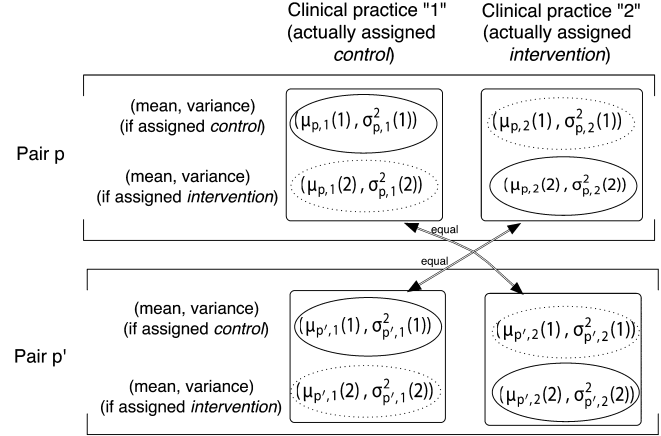 Clinical practice "1" Clinical practice "2"
(actually assigned (actually assigned
control) intervention)
(mean, variance) (μp,1(1) , σ²p,1(1)) (μp,2(1) , σ²p,2(1))
(if assigned control)
Pair p
(mean, variance) (μp,1(2) , σ²p,1(2)) (μp,2(2) , σ²p,2(2))
(if assigned intervention)
equal
equal
(mean, variance) (μp',1(1) , σ²p',1(1)) (μp',2(1) , σ²p',2(1))
(if assigned control)
Pair p'
(mean, variance) (μp',1(2) , σ²p',1(2)) (μp',2(2) , σ²p',2(2))
(if assigned intervention)